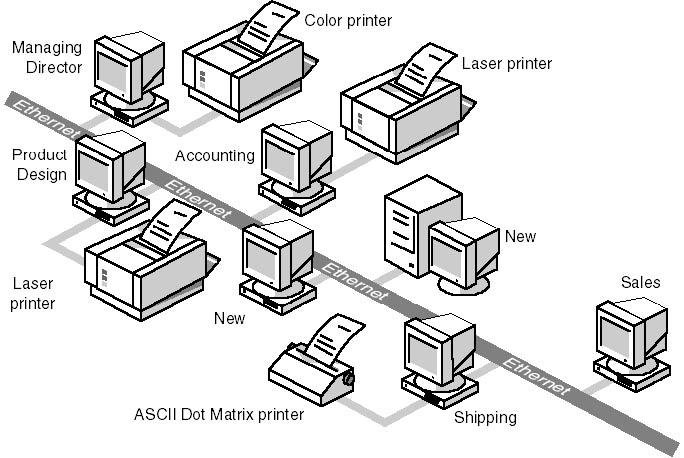 Color printer
Managing
Director
Laser printer
Ethernet
Product
Design
Accounting
Ethernet
New
Laser
printer
Ethernet
New
Sales
Ethernet
ASCII Dot Matrix printer
Shipping